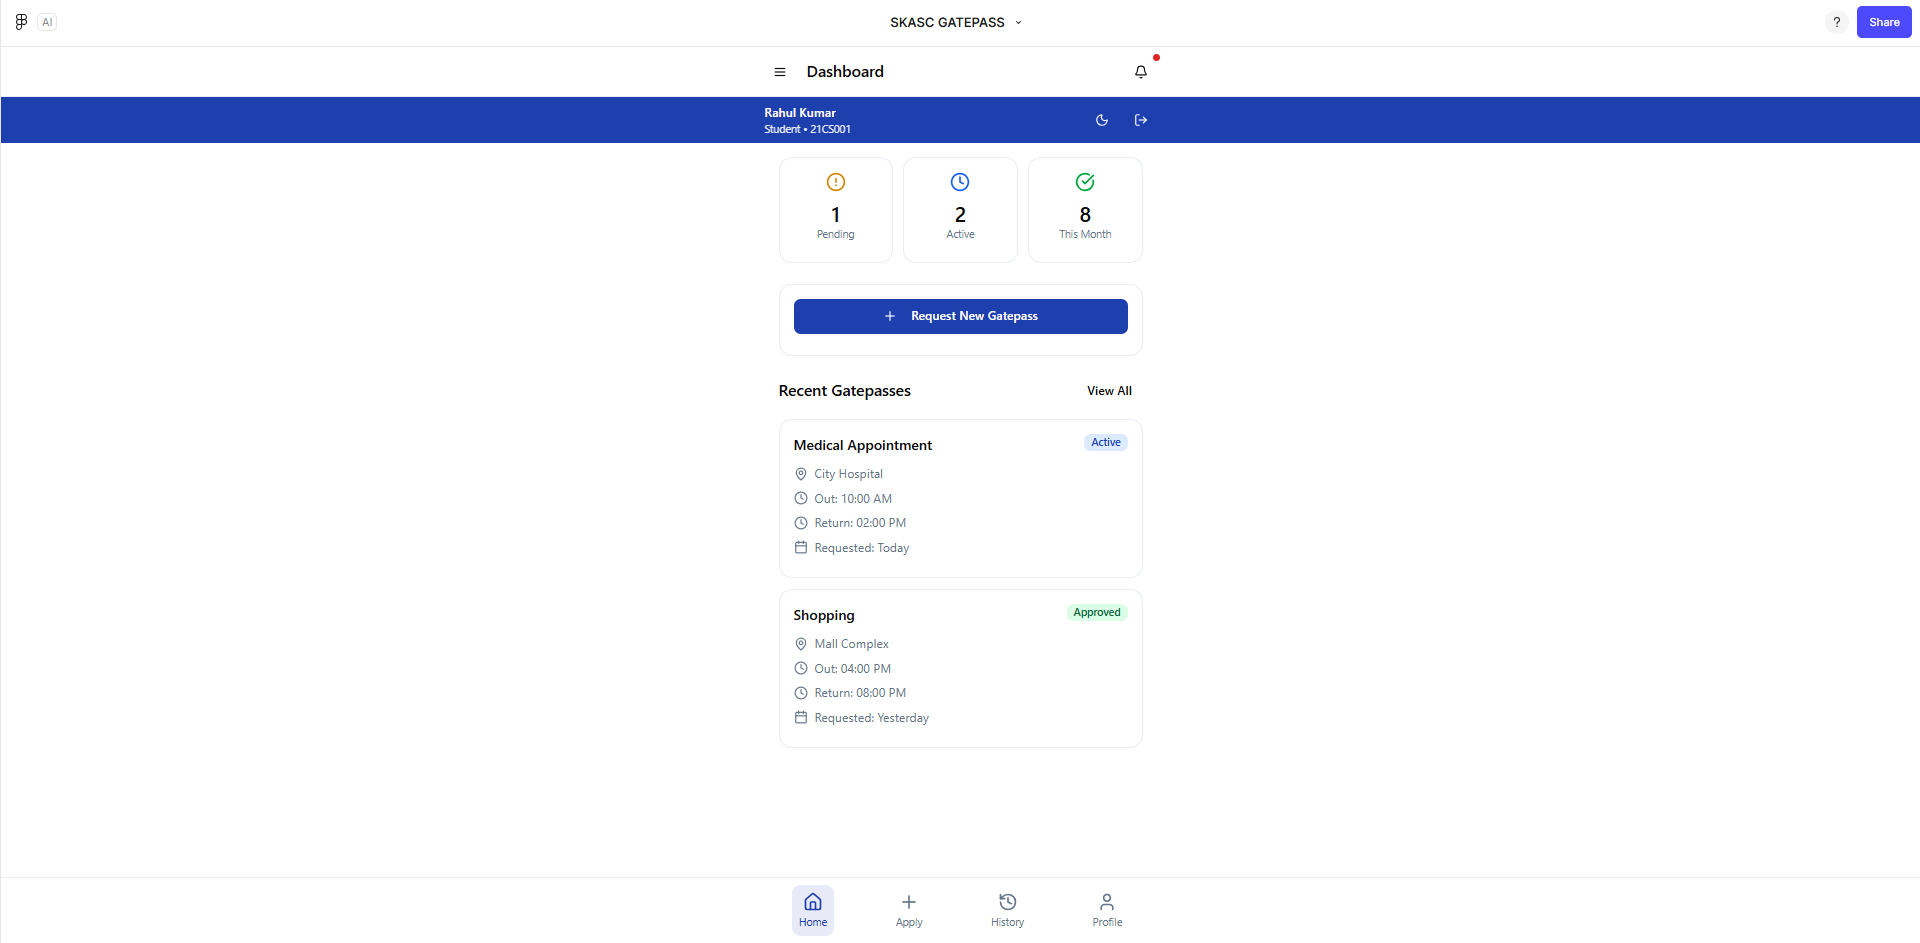 AI
SKASC GATEPASS
?
Share
Dashboard
Rahul Kumar
Student • 21CS001
1
Pending
2
Active
8
This Month
Request New Gatepass
Recent Gatepasses
View All
Medical Appointment
Active
City Hospital
Out: 10:00 AM
Return: 02:00 PM
Requested: Today
Shopping
Approved
Mall Complex
Out: 04:00 PM
Return: 08:00 PM
Requested: Yesterday
Home
Apply
History
Profile